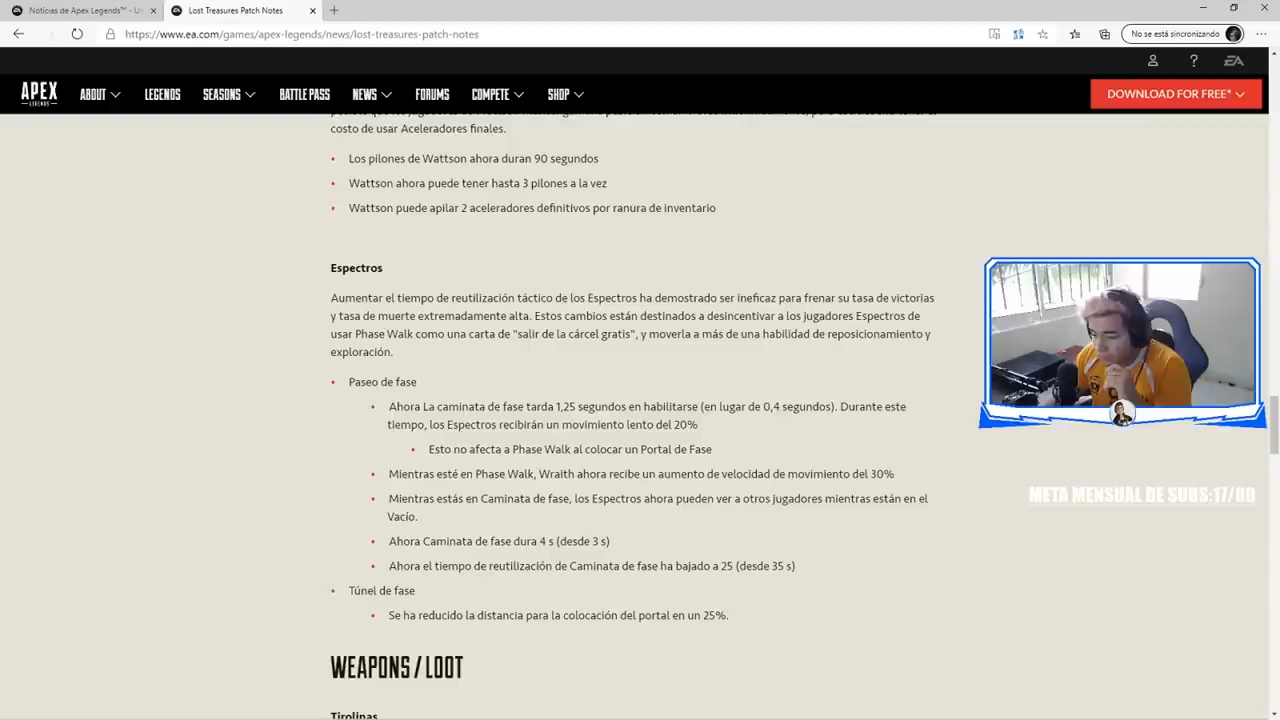 Noticias de Apex Legends™ - Un
Lost Treasures Patch Notes
https://www.ea.com/games/apex-legends/news/lost-treasures-patch-notes
No se está sincronizando
APEX
LEGENDS
ABOUT
LEGENDS
SEASONS
BATTLE PASS
NEWS
FORUMS
COMPETE
SHOP
DOWNLOAD FOR FREE*
costo de usar Aceleradores finales.
Los pilones de Wattson ahora duran 90 segundos
Wattson ahora puede tener hasta 3 pilones a la vez
Wattson puede apilar 2 aceleradores definitivos por ranura de inventario
Espectros
Aumentar el tiempo de reutilización táctico de los Espectros ha demostrado ser ineficaz para frenar su tasa de victorias
y tasa de muerte extremadamente alta. Estos cambios están destinados a desincentivar a los jugadores Espectros de
usar Phase Walk como una carta de "salir de la cárcel gratis", y moverla a más de una habilidad de reposicionamiento y
exploración.
Paseo de fase
Ahora La caminata de fase tarda 1,25 segundos en habilitarse (en lugar de 0,4 segundos). Durante este
tiempo, los Espectros recibirán un movimiento lento del 20%
Esto no afecta a Phase Walk al colocar un Portal de Fase
Mientras esté en Phase Walk, Wraith ahora recibe un aumento de velocidad de movimiento del 30%
Mientras estás en Caminata de fase, los Espectros ahora pueden ver a otros jugadores mientras están en el
Vacío.
Ahora Caminata de fase dura 4 s (desde 3 s)
Ahora el tiempo de reutilización de Caminata de fase ha bajado a 25 (desde 35 s)
Túnel de fase
Se ha reducido la distancia para la colocación del portal en un 25%.
META MENSUAL DE SUBS:17/80
WEAPONS / LOOT
Tirolinas